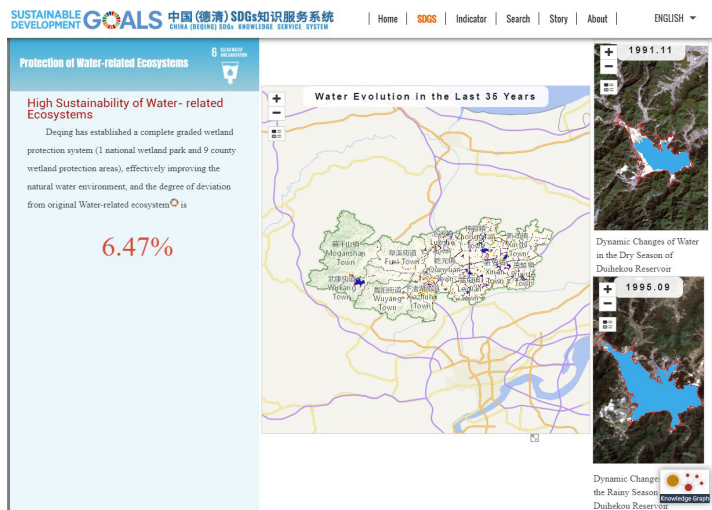 SUSTAINABLE DEVELOPMENT GOALS
中国(德清)SDGs知识服务系统
CHINA (DEQING) SDGs KNOWLEDGE SERVICE SYSTEM
Home
SDGS
Indicator
Search
Story
About
ENGLISH
Protection of Water-related Ecosystems
6 CLEAN WATER AND SANITATION
High Sustainability of Water- related
Ecosystems
Deqing has established a complete graded wetland
protection system (1 national wetland park and 9 county
wetland protection areas), effectively improving the
natural water environment, and the degree of deviation
from original Water-related ecosystem is
6.47%
Water Evolution in the Last 35 Years
莫干山镇
Moganshan
Town
阜溪街道
Fuxi Town
武康街道
Wukang
Town
舞阳街道
Wuyang
Town
乾元镇
Qianyuan
Town
1991.11
Dynamic Changes of Water
in the Dry Season of
Duihekou Reservoir
1995.09
Dynamic Change
the Rainy Season
Duihekou Reservoir
Knowledge Graph